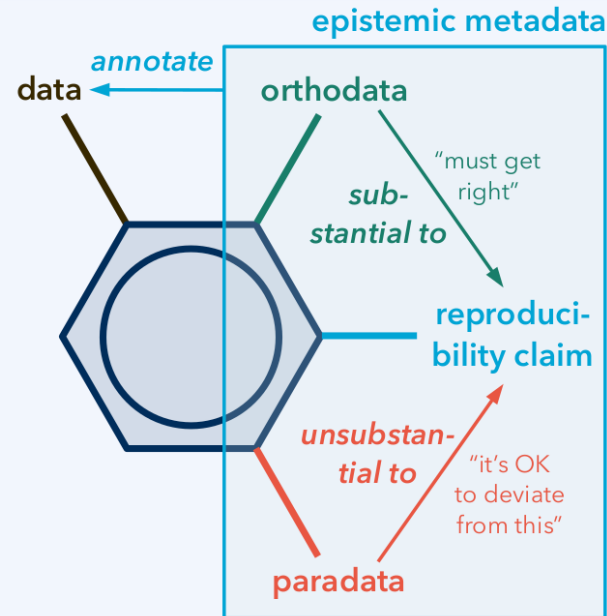 epistemic metadata
annotate
data
orthodata
"must get
right"
sub-
stantial to
reproduci-
bility claim
unsubstan-
tial to
"it's OK
to deviate
from this"
paradata